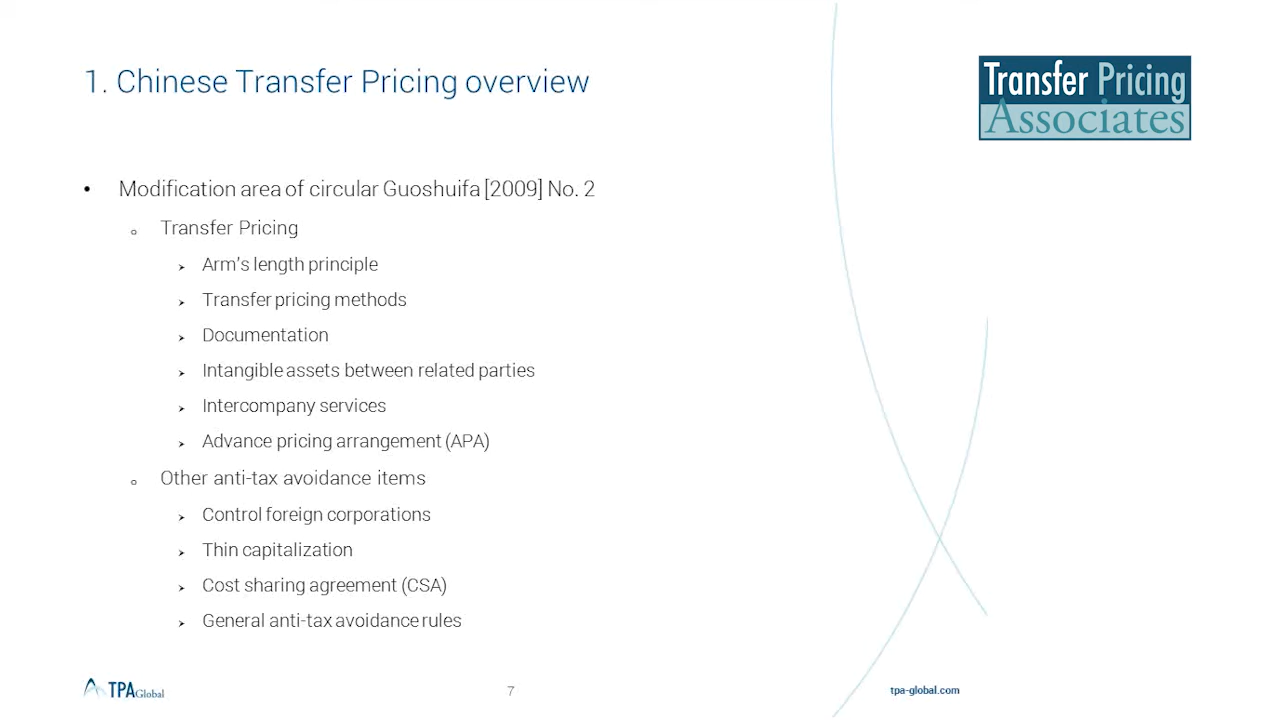 1. Chinese Transfer Pricing overview
Transfer Pricing
Associates
• Modification area of circular Guoshuifa [2009] No. 2
o Transfer Pricing
➢ Arm's length principle
➢ Transfer pricing methods
➢ Documentation
➢ Intangible assets between related parties
➢ Intercompany services
➢ Advance pricing arrangement (APA)
o Other anti-tax avoidance items
➢ Control foreign corporations
➢ Thin capitalization
➢ Cost sharing agreement (CSA)
➢ General anti-tax avoidance rules
TPA Global
7
tpa-global.com